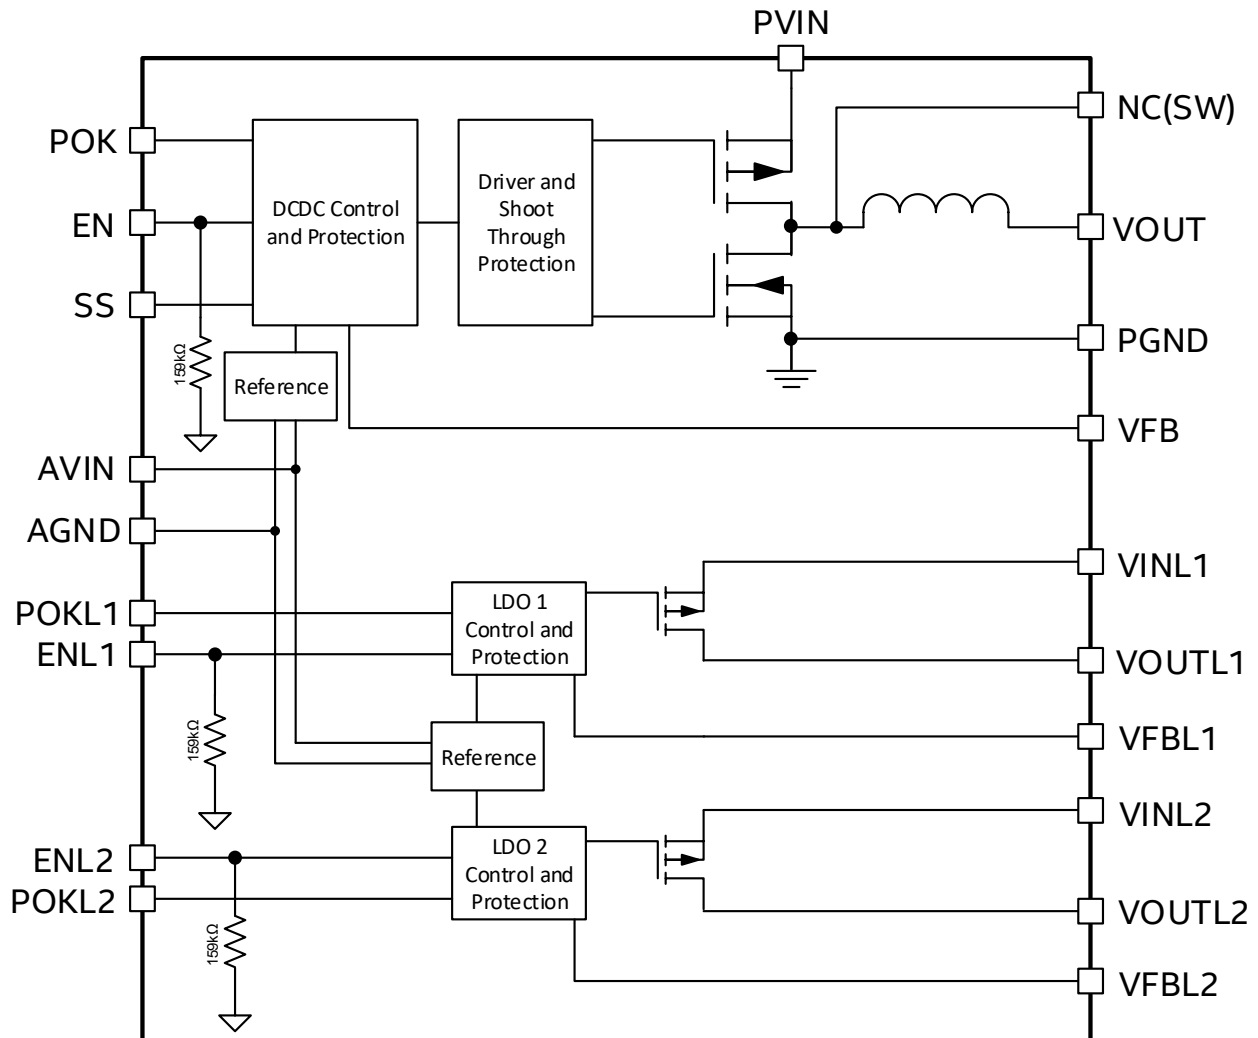 PVIN
NC(SW)
POK
EN
SS
DCDC Control
and Protection
Driver and
Shoot
Through
Protection
VOUT
PGND
159kΩ
Reference
VFB
AVIN
AGND
VINL1
POKL1
ENL1
LDO 1
Control and
Protection
VOUTL1
159kΩ
Reference
VFBL1
VINL2
ENL2
POKL2
LDO 2
Control and
Protection
VOUTL2
159kΩ
VFBL2